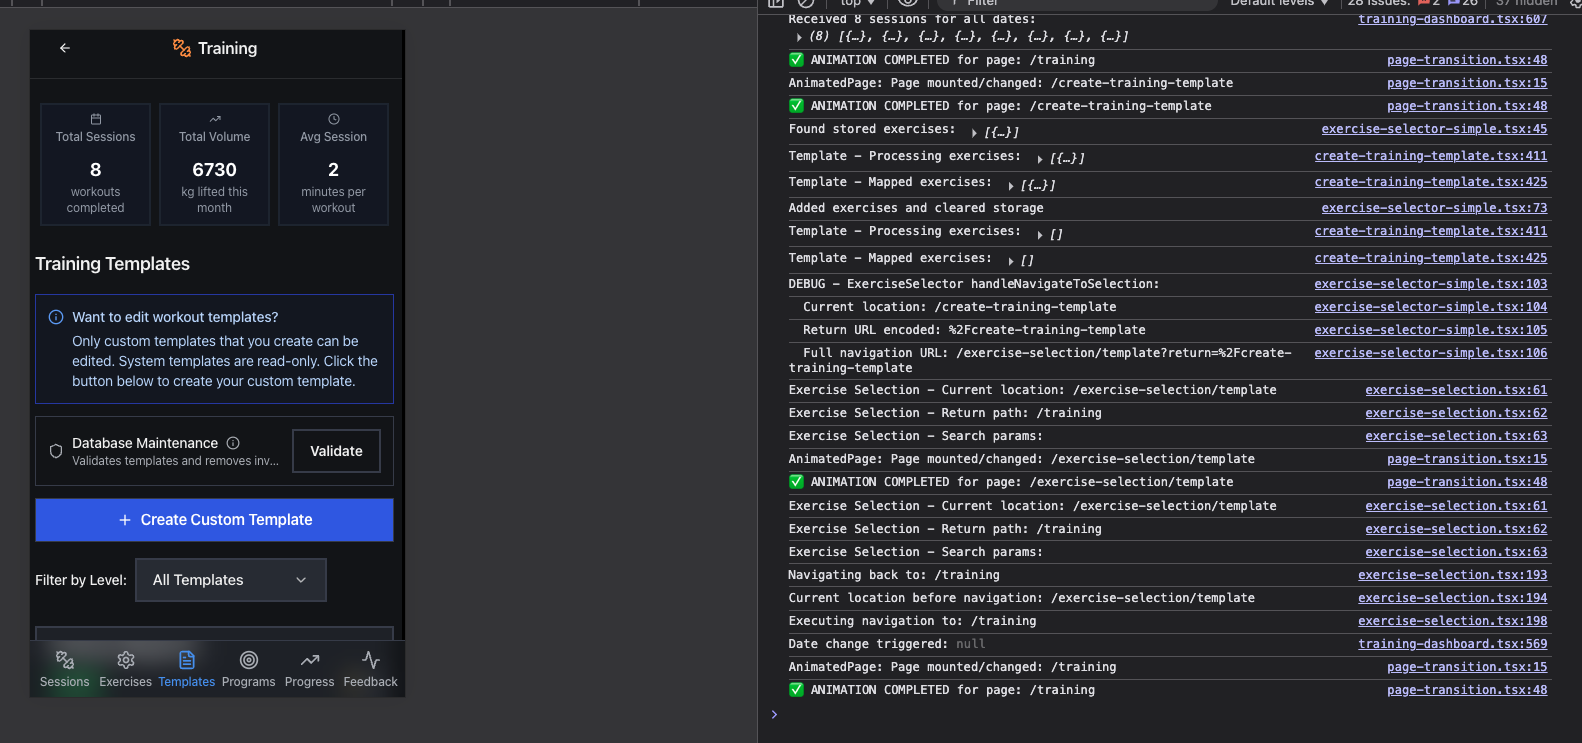 Training
Total Sessions
8
workouts
completed
Total Volume
6730
kg lifted this
month
Avg Session
2
minutes per
workout
Training Templates
Want to edit workout templates?
Only custom templates that you create can be
edited. System templates are read-only. Click the
button below to create your custom template.
Database Maintenance
Validates templates and removes inv...
Validate
+ Create Custom Template
Filter by Level:
All Templates
Sessions
Exercises
Templates
Programs
Progress
Feedback
top
Filter
Default levels
28 Issues: 2 26
37 hidden
Received 8 sessions for all dates: training-dashboard.tsx:607
(8) [{…}, {…}, {…}, {…}, {…}, {…}, {…}, {…}]
✅ ANIMATION COMPLETED for page: /training page-transition.tsx:48
AnimatedPage: Page mounted/changed: /create-training-template page-transition.tsx:15
✅ ANIMATION COMPLETED for page: /create-training-template page-transition.tsx:48
Found stored exercises: ▸ [{…}] exercise-selector-simple.tsx:45
Template - Processing exercises: ▸ [{…}] create-training-template.tsx:411
Template - Mapped exercises: ▸ [{…}] create-training-template.tsx:425
Added exercises and cleared storage exercise-selector-simple.tsx:73
Template - Processing exercises: ▸ [] create-training-template.tsx:411
Template - Mapped exercises: ▸ [] create-training-template.tsx:425
DEBUG - ExerciseSelector handleNavigateToSelection: exercise-selector-simple.tsx:103
Current location: /create-training-template exercise-selector-simple.tsx:104
Return URL encoded: %2Fcreate-training-template exercise-selector-simple.tsx:105
Full navigation URL: /exercise-selection/template?return=%2Fcreate- exercise-selector-simple.tsx:106
training-template
Exercise Selection - Current location: /exercise-selection/template exercise-selection.tsx:61
Exercise Selection - Return path: /training exercise-selection.tsx:62
Exercise Selection - Search params: exercise-selection.tsx:63
AnimatedPage: Page mounted/changed: /exercise-selection/template page-transition.tsx:15
✅ ANIMATION COMPLETED for page: /exercise-selection/template page-transition.tsx:48
Exercise Selection - Current location: /exercise-selection/template exercise-selection.tsx:61
Exercise Selection - Return path: /training exercise-selection.tsx:62
Exercise Selection - Search params: exercise-selection.tsx:63
Navigating back to: /training exercise-selection.tsx:193
Current location before navigation: /exercise-selection/template exercise-selection.tsx:194
Executing navigation to: /training exercise-selection.tsx:198
Date change triggered: null training-dashboard.tsx:569
AnimatedPage: Page mounted/changed: /training page-transition.tsx:15
✅ ANIMATION COMPLETED for page: /training page-transition.tsx:48